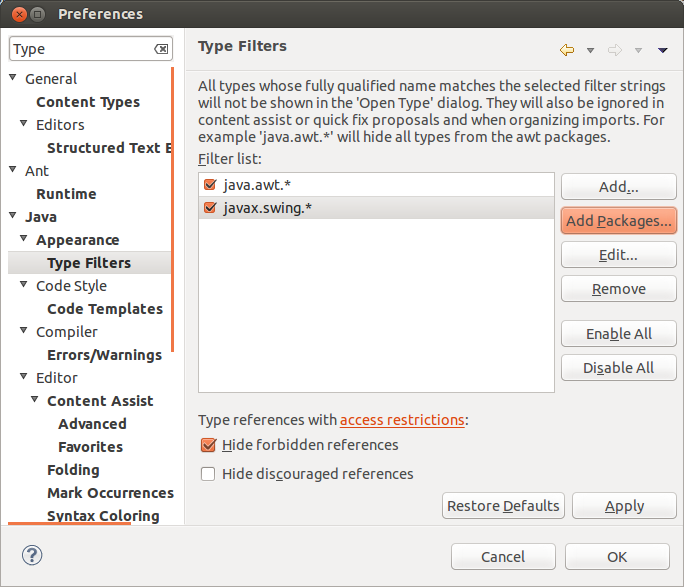 Preferences
Type
General
Content Types
Editors
Structured Text E
Ant
Runtime
Java
Appearance
Type Filters
Code Style
Code Templates
Compiler
Errors/Warnings
Editor
Content Assist
Advanced
Favorites
Folding
Mark Occurrences
Syntax Coloring
Type Filters
All types whose fully qualified name matches the selected filter strings
will not be shown in the 'Open Type' dialog. They will also be ignored in
content assist or quick fix proposals and when organizing imports. For
example 'java.awt.*' will hide all types from the awt packages.
Filter list:
java.awt.*
javax.swing.*
Add...
Add Packages...
Edit...
Remove
Enable All
Disable All
Type references with access restrictions:
Hide forbidden references
Hide discouraged references
Restore Defaults
Apply
?
Cancel
OK